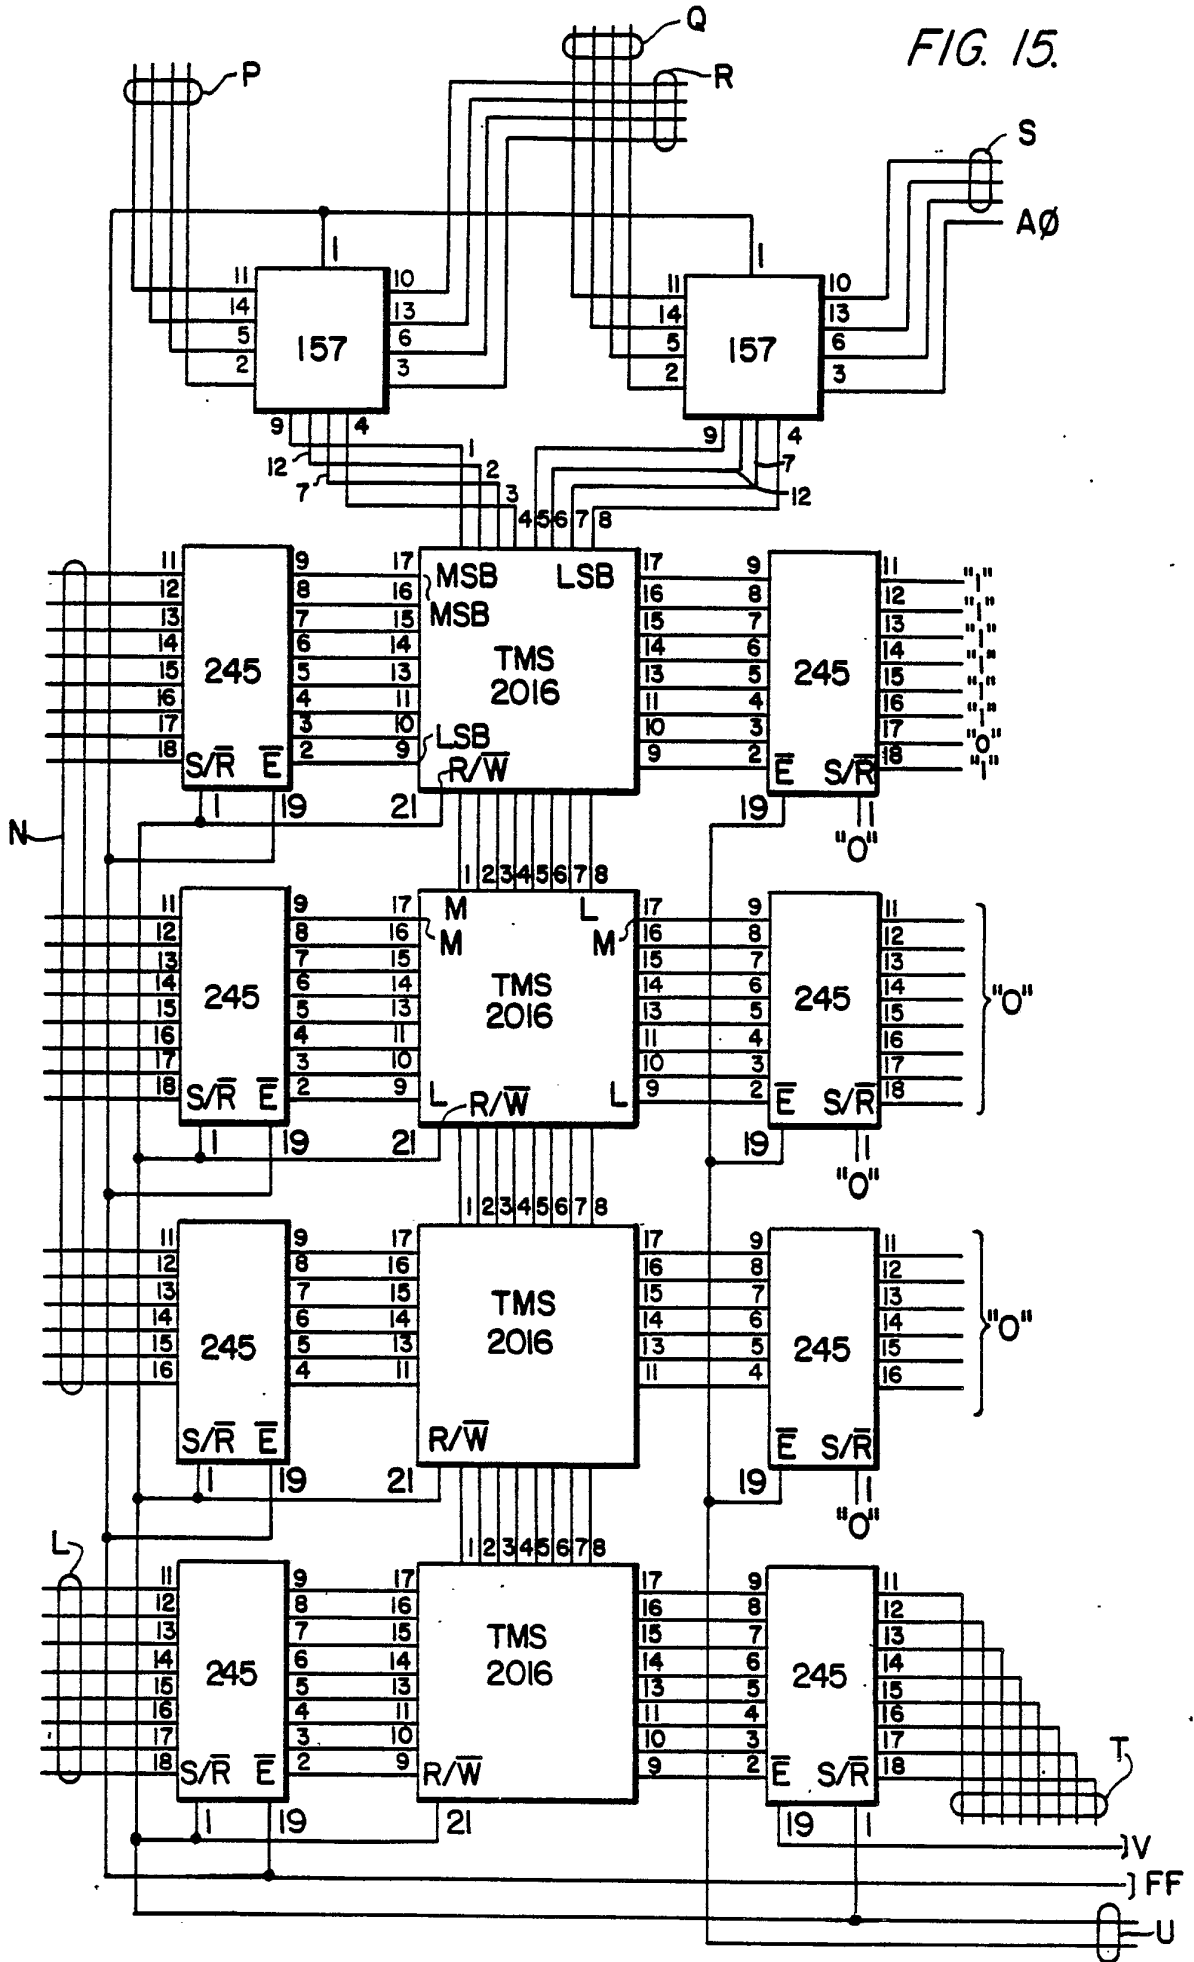 FIG. 15.
Q
P
R
S
AØ
1 1
11 10 11 10
14 13 14 13
5 6 5 6
2 3 2 3
157 157
9 4 9 4
12 7 7 12
1 2 3 4 5 6 7 8
11 9 17 MSB LSB 17 9 11 "1"
12 8 16 MSB 16 8 12 "1"
13 7 15 15 7 13 "1"
14 6 14 14 6 14 "1"
15 5 13 13 5 15 "1"
16 4 11 11 4 16 "1"
17 3 10 10 3 17 "0"
18 2 9 LSB 9 2 18 "1"
245 TMS 2016 245
S/R̅ E̅ R/W̅ E̅ S/R̅
1 19 21 19 1
"0"
N
1 2 3 4 5 6 7 8
11 9 17 M L 17 9 11
12 8 16 M M 16 8 12
13 7 15 15 7 13
14 6 14 14 6 14
15 5 13 13 5 15
16 4 11 11 4 16
17 3 10 10 3 17
18 2 9 L L 9 2 18
245 TMS 2016 245 "0"
S/R̅ E̅ R/W̅ E̅ S/R̅
1 19 21 19 1
"0"
1 2 3 4 5 6 7 8
11 9 17 17 9 11
12 8 16 16 8 12
13 7 15 15 7 13
14 6 14 14 6 14
15 5 13 13 5 15
16 4 11 11 4 16
245 TMS 2016 245 "0"
S/R̅ E̅ R/W̅ E̅ S/R̅
1 19 21 19 1
"0"
L
1 2 3 4 5 6 7 8
11 9 17 17 9 11
12 8 16 16 8 12
13 7 15 15 7 13
14 6 14 14 6 14
15 5 13 13 5 15
16 4 11 11 4 16
17 3 10 10 3 17
18 2 9 9 2 18
245 TMS 2016 245
S/R̅ E̅ R/W̅ E̅ S/R̅
T
1 19 21 19 1
V
FF
U